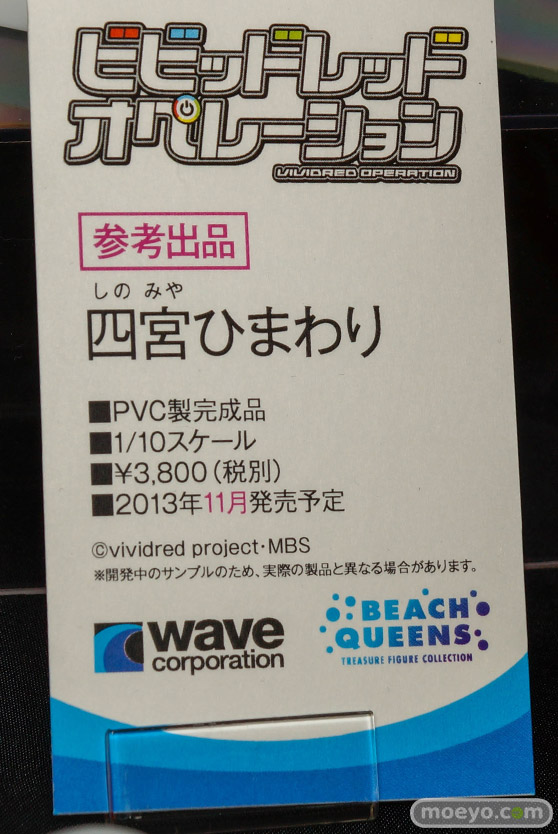 ビビッドレッド
オペレーション
VIVIDRED OPERATION
参考出品
しの みや
四宮ひまわり
■PVC製完成品
■1/10スケール
■¥3,800(税別)
■2013年11月発売予定
©vividred project・MBS
※開発中のサンプルのため、実際の製品と異なる場合があります。
wave
corporation
BEACH
QUEENS
TREASURE FIGURE COLLECTION
moeyo.com